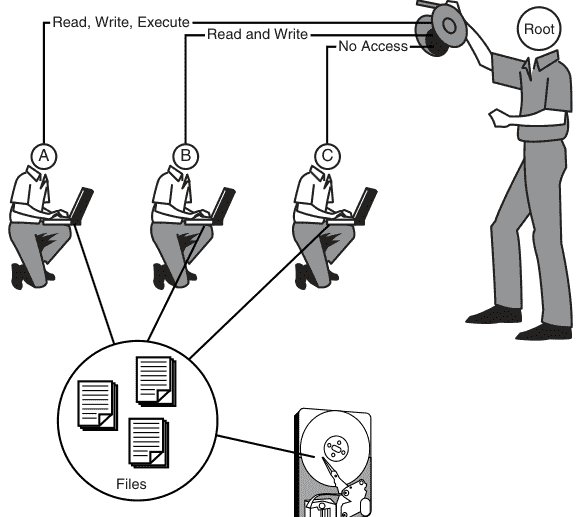 Read, Write, Execute
Root
Read and Write
No Access
A
B
C
Files